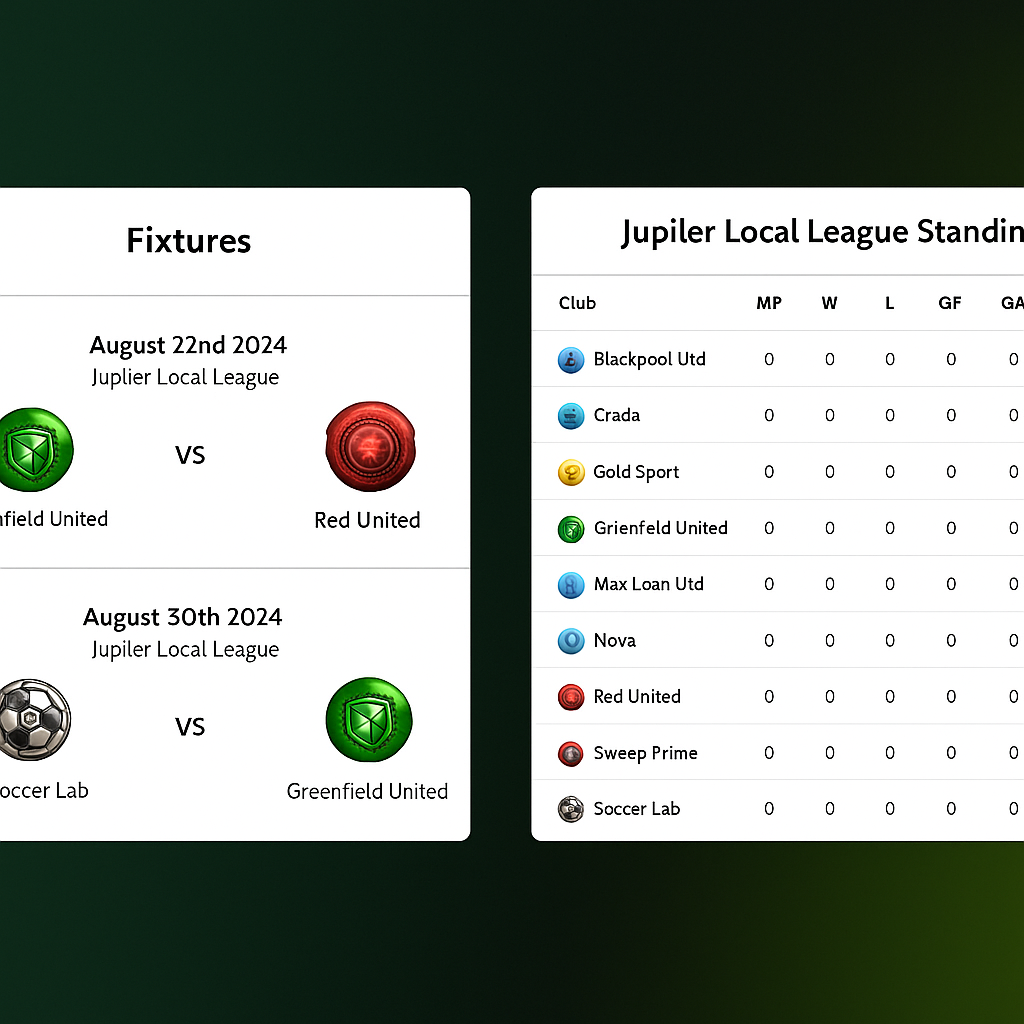 Fixtures
August 22nd 2024
Juplier Local League
VS
nfield United
Red United
August 30th 2024
Jupiler Local League
VS
occer Lab
Greenfield United
Jupiler Local League Standin
Club MP W L GF GA
Blackpool Utd 0 0 0 0 0
Crada 0 0 0 0 0
Gold Sport 0 0 0 0 0
Grienfeld United 0 0 0 0 0
Max Loan Utd 0 0 0 0 0
Nova 0 0 0 0 0
Red United 0 0 0 0 0
Sweep Prime 0 0 0 0 0
Soccer Lab 0 0 0 0 0